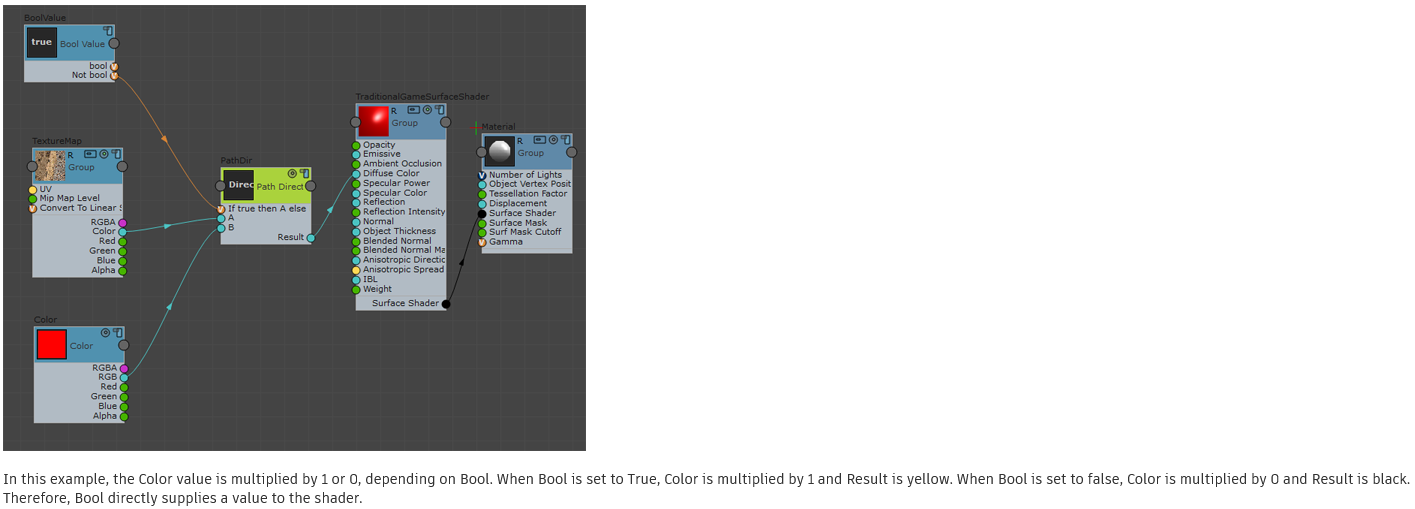 BoolValue
true Bool Value
bool
Not bool
TextureMap
R
Group
UV
Mip Map Level
Convert To Linear S
RGBA
Color
Red
Green
Blue
Alpha
Color
Color
RGBA
RGB
Red
Green
Blue
Alpha
PathDir
Direc Path Direct
If true then A else
A
B
Result
TraditionalGameSurfaceShader
R
Group
Opacity
Emissive
Ambient Occlusion
Diffuse Color
Specular Power
Specular Color
Reflection
Reflection Intensity
Normal
Object Thickness
Blended Normal
Blended Normal Ma
Anisotropic Directic
Anisotropic Spread
IBL
Weight
Surface Shader
Material
R
Group
Number of Lights
Object Vertex Posit
Tessellation Factor
Displacement
Surface Shader
Surface Mask
Surf Mask Cutoff
Gamma
In this example, the Color value is multiplied by 1 or 0, depending on Bool. When Bool is set to True, Color is multiplied by 1 and Result is yellow. When Bool is set to false, Color is multiplied by 0 and Result is black.
Therefore, Bool directly supplies a value to the shader.